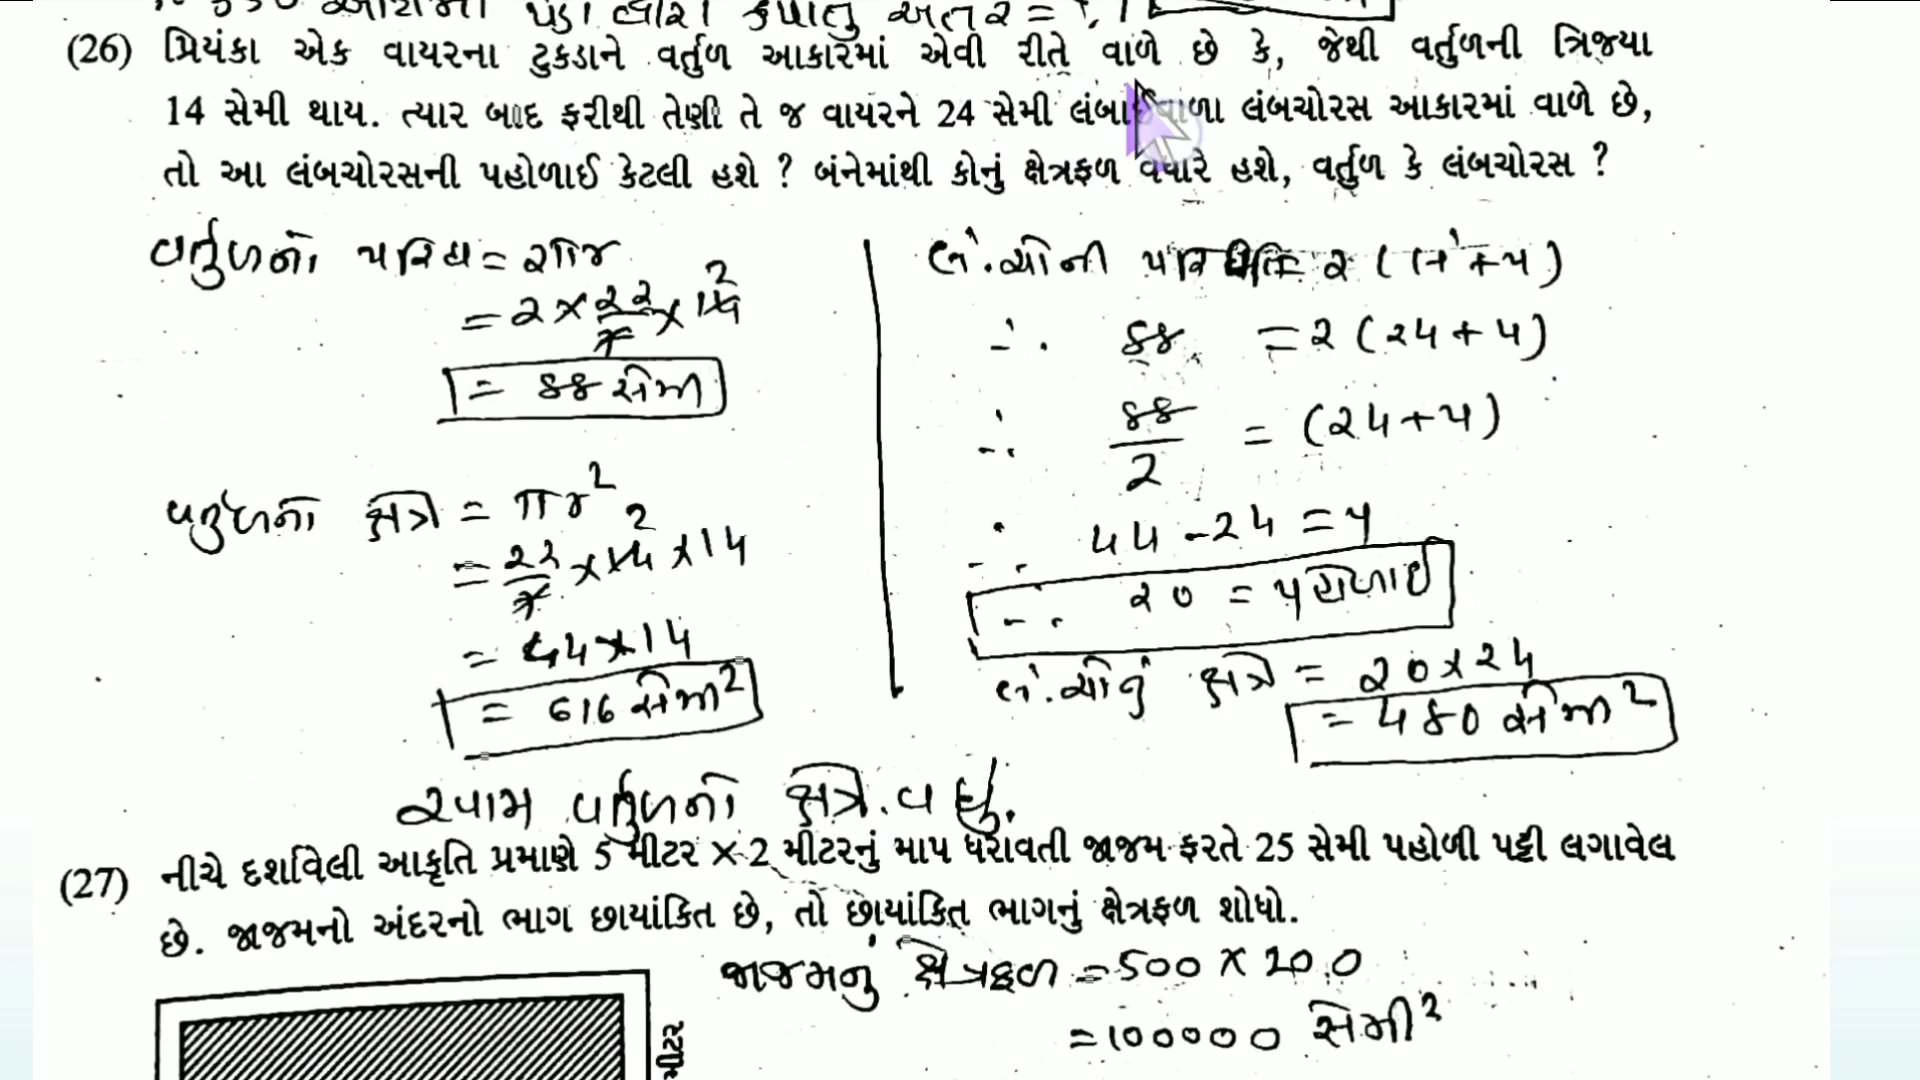 (26) પ્રિયંકા એક વાયરના ટુકડાને વર્તુળ આકારમાં એવી રીતે વાળે છે કે, જેથી વર્તુળની ત્રિજ્યા
14 સેમી થાય. ત્યાર બાદ ફરીથી તેણી તે જ વાયરને 24 સેમી લંબાઈવાળા લંબચોરસ આકારમાં વાળે છે,
તો આ લંબચોરસની પહોળાઈ કેટલી હશે ? બંનેમાંથી કોનું ક્ષેત્રફળ વધારે હશે, વર્તુળ કે લંબચોરસ ?
વર્તુળનો પરિઘ = 2πr
= 2 × 22/7 × 14 2
= 88 સેમી
વર્તુળનો ક્ષેત્રે = πr²
= 22/7 × 14 2 × 14
= 44 × 14
= 616 સેમી²
લં.ચોની = 2 (લં + પ)
∴ 88 = 2 (24 + પ)
∴ 88/2 = (24 + પ)
∴ 44 - 24 = પ
∴ 20 = પહોળાઈ
લં.ચોનું ક્ષેત્રે = 20 × 24
= 480 સેમી²
આમ વર્તુળનો ક્ષેત્રે. વધુ.
(27) નીચે દર્શાવેલી આકૃતિ પ્રમાણે 5 મીટર × 2 મીટરનું માપ ધરાવતી જાજમ ફરતે 25 સેમી પહોળી પટ્ટી લગાવેલ
છે. જાજમનો અંદરનો ભાગ છાયાંકિત છે, તો છાયાંકિત ભાગનું ક્ષેત્રફળ શોધો.
જાજમનું ક્ષેત્રફળ = 500 × 200
= 100000 સેમી²
મીટર